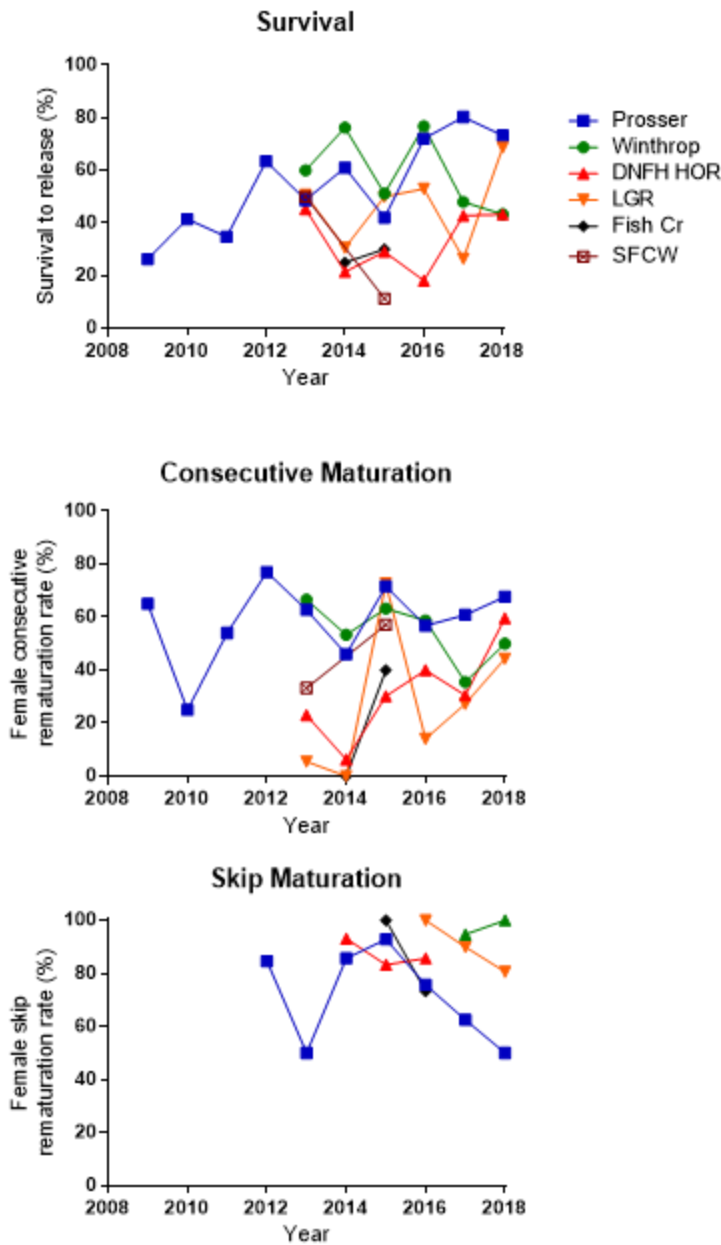 Survival
Survival to release (%)
100
80
60
40
20
0
2008 2010 2012 2014 2016 2018
Year
Prosser
Winthrop
DNFH HOR
LGR
Fish Cr
SFCW
Consecutive Maturation
Female consecutive
rematuration rate (%)
100
80
60
40
20
0
2008 2010 2012 2014 2016 2018
Year
Skip Maturation
Female skip
rematuration rate (%)
100
80
60
40
20
0
2008 2010 2012 2014 2016 2018
Year